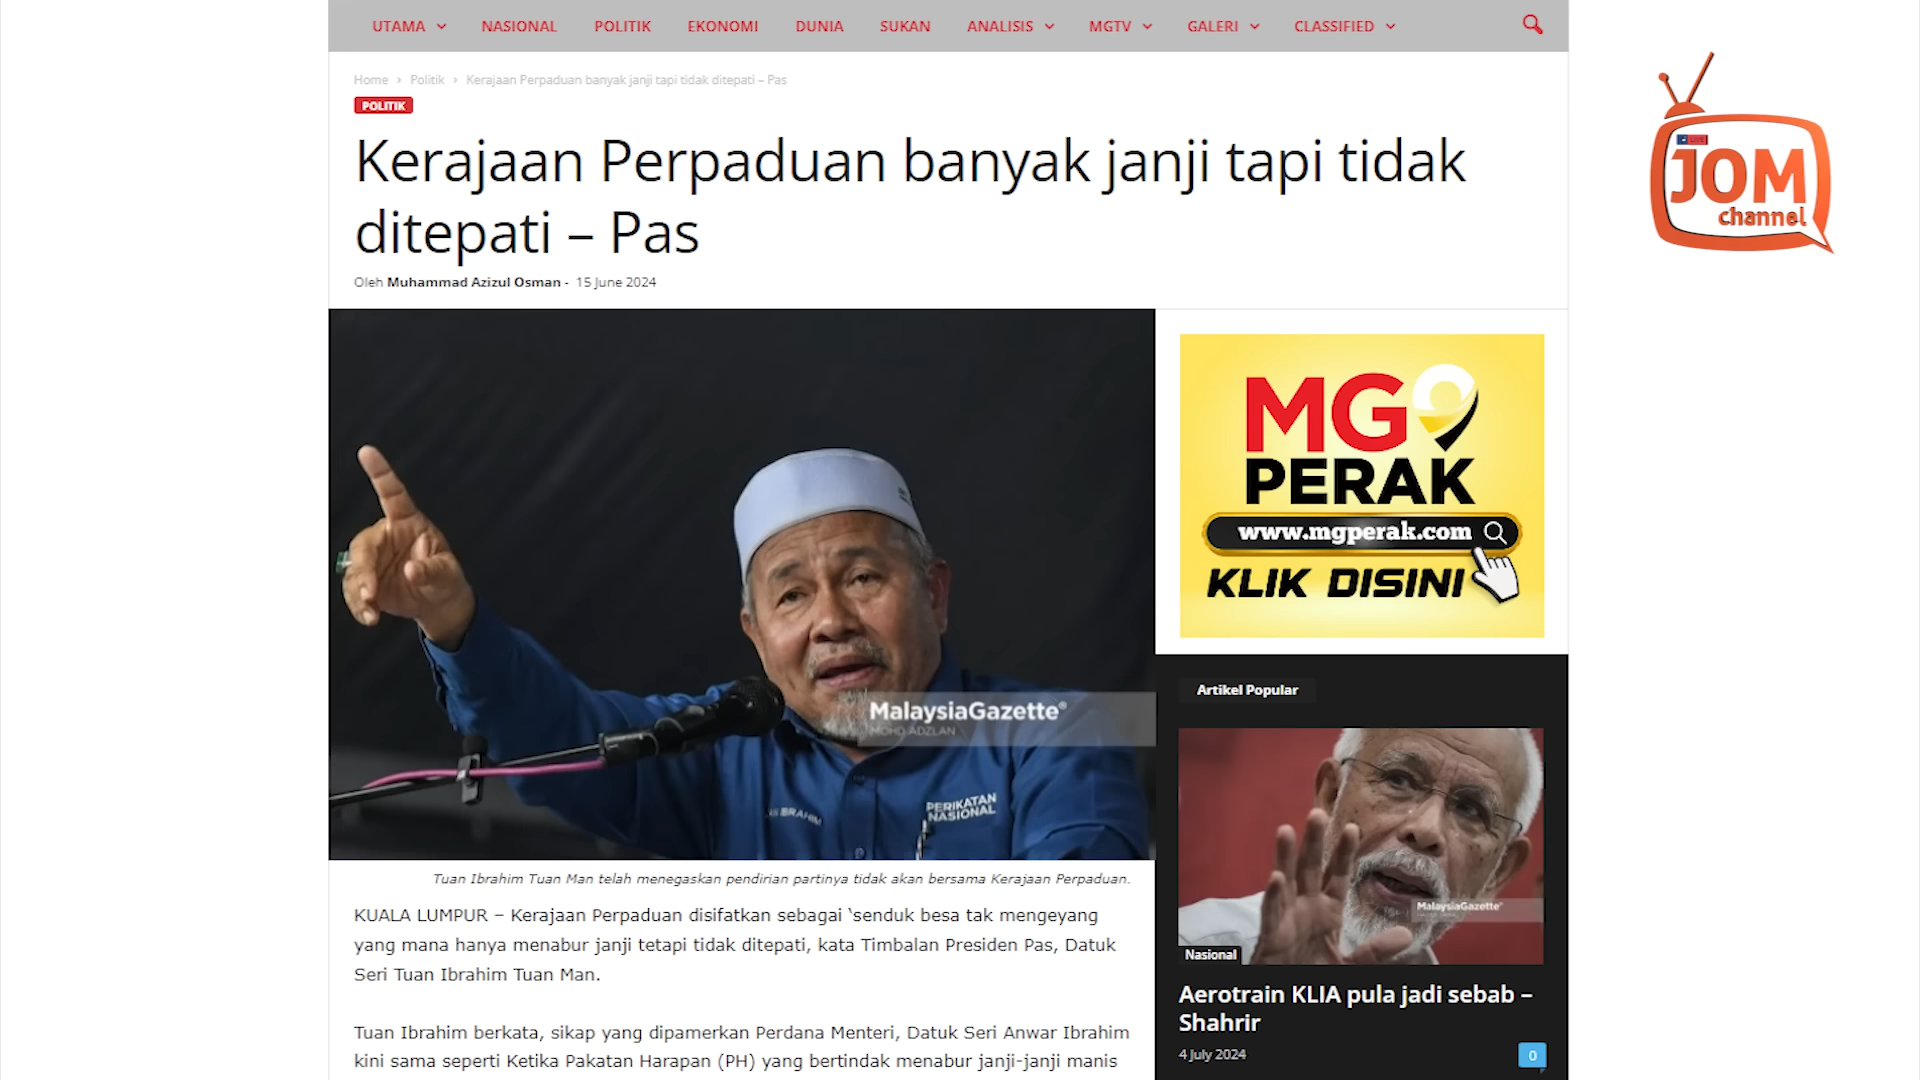 UTAMA NASIONAL POLITIK EKONOMI DUNIA SUKAN ANALISIS MGTV GALERI CLASSIFIED
Home › Politik › Kerajaan Perpaduan banyak janji tapi tidak ditepati – Pas
POLITIK
Kerajaan Perpaduan banyak janji tapi tidak
ditepati – Pas
Oleh Muhammad Azizul Osman - 15 June 2024
JOM
channel
MG
PERAK
www.mgperak.com
KLIK DISINI
MalaysiaGazette®
MOHD ADZLAN
IBRAHIM
PERIKATAN
NASIONAL
Tuan Ibrahim Tuan Man telah menegaskan pendirian partinya tidak akan bersama Kerajaan Perpaduan.
KUALA LUMPUR – Kerajaan Perpaduan disifatkan sebagai ‘senduk besa tak mengeyang
yang mana hanya menabur janji tetapi tidak ditepati, kata Timbalan Presiden Pas, Datuk
Seri Tuan Ibrahim Tuan Man.
Tuan Ibrahim berkata, sikap yang dipamerkan Perdana Menteri, Datuk Seri Anwar Ibrahim
kini sama seperti Ketika Pakatan Harapan (PH) yang bertindak menabur janji-janji manis
Artikel Popular
MalaysiaGazette®
Nasional
Aerotrain KLIA pula jadi sebab –
Shahrir
4 July 2024
0